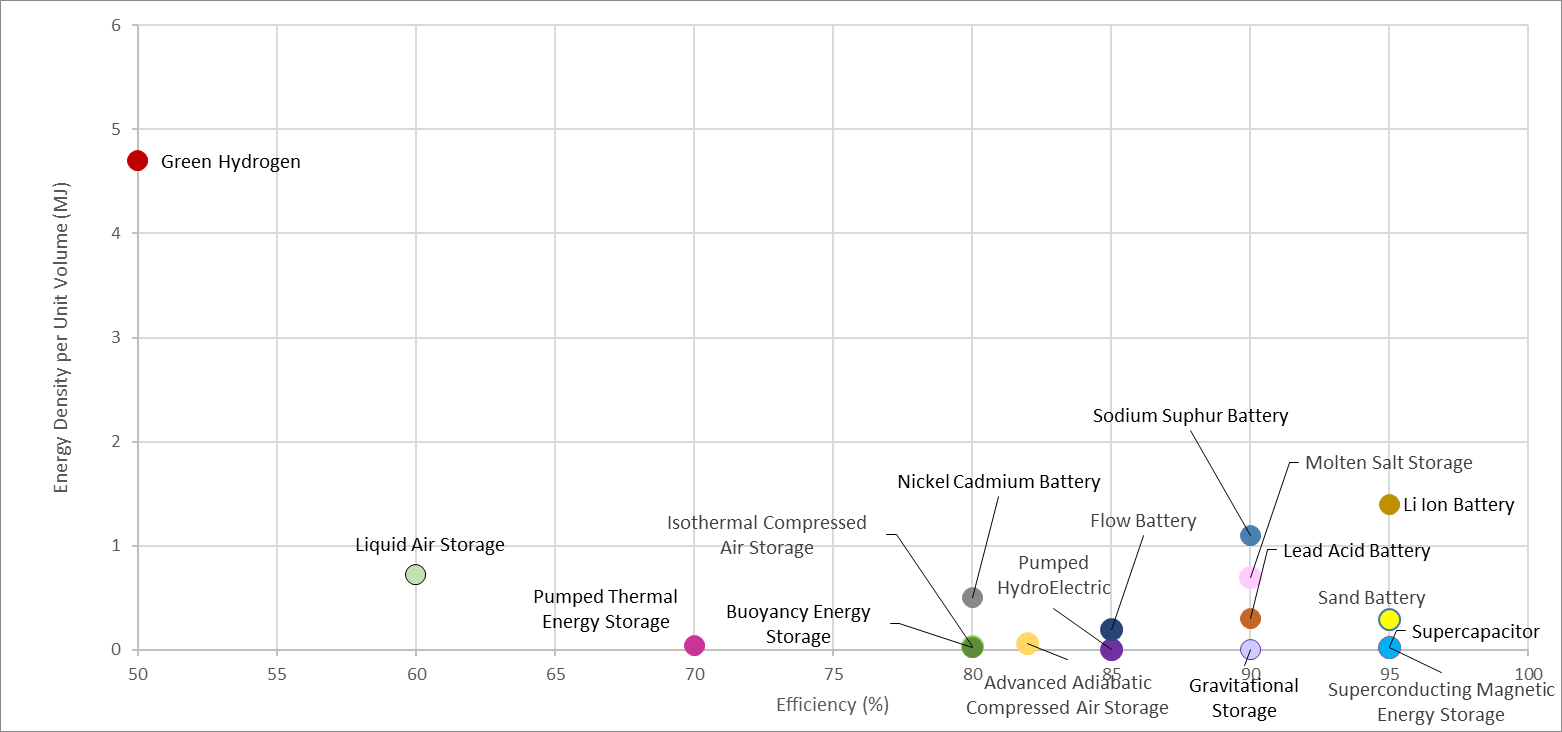 6
5
4
3
2
1
0
Energy Density per Unit Volume (MJ)
Green Hydrogen
Sodium Suphur Battery
Molten Salt Storage
Nickel Cadmium Battery
Li Ion Battery
Isothermal Compressed
Air Storage
Flow Battery
Liquid Air Storage
Lead Acid Battery
Pumped
HydroElectric
Pumped Thermal
Energy Storage
Sand Battery
Buoyancy Energy
Storage
Supercapacitor
50
55
60
65
70
75
80
85
90
95
100
Advanced Adiabatic
Compressed Air Storage
Gravitational
Storage
Superconducting Magnetic
Energy Storage
Efficiency (%)